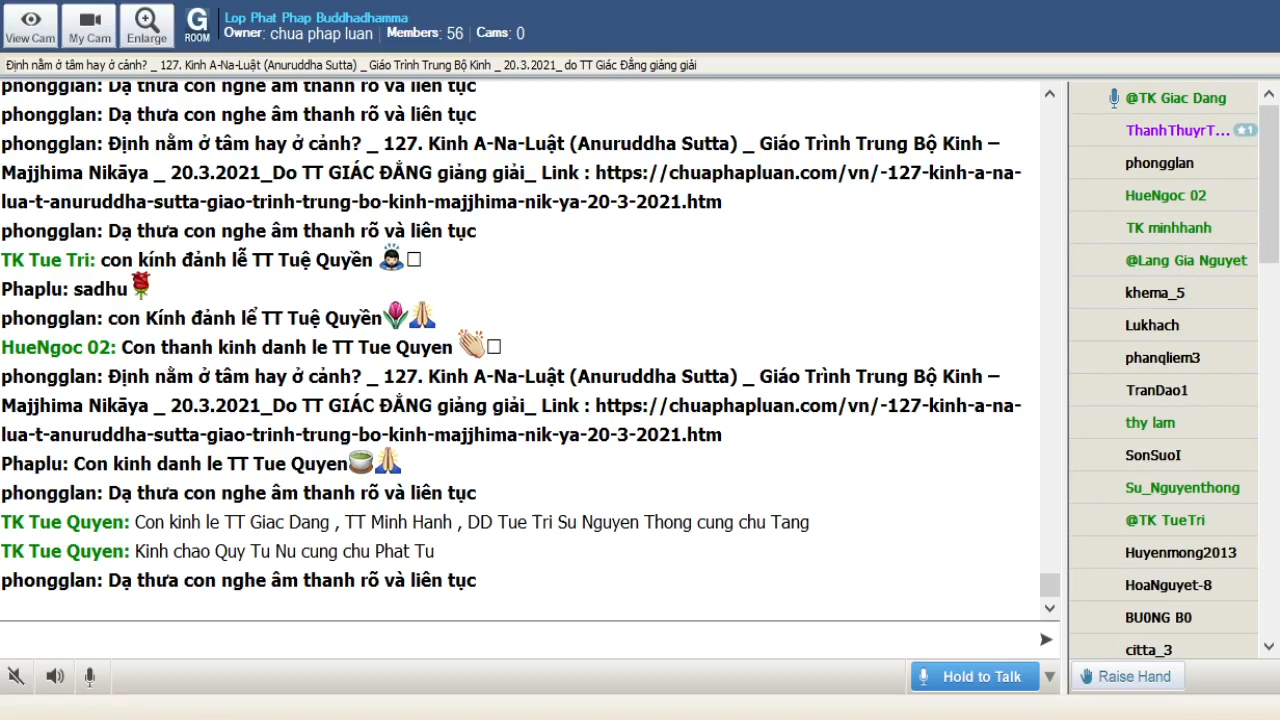 Lop Phat Phap Buddhadhamma
Owner: chua phap luan Members: 56 Cams: 0
View Cam My Cam Enlarge G ROOM
Định nằm ở tâm hay ở cảnh? _ 127. Kinh A-Na-Luật (Anuruddha Sutta) _ Giáo Trình Trung Bộ Kinh _ 20.3.2021_ do TT Giác Đẳng giảng giải
phongglan: Dạ thưa con nghe âm thanh rõ và liên tục
phongglan: Dạ thưa con nghe âm thanh rõ và liên tục
phongglan: Định nằm ở tâm hay ở cảnh? _ 127. Kinh A-Na-Luật (Anuruddha Sutta) _ Giáo Trình Trung Bộ Kinh –
Majjhima Nikāya _ 20.3.2021_Do TT GIÁC ĐẲNG giảng giải_ Link : https://chuaphapluan.com/vn/-127-kinh-a-na-
lua-t-anuruddha-sutta-giao-trinh-trung-bo-kinh-majjhima-nik-ya-20-3-2021.htm
phongglan: Dạ thưa con nghe âm thanh rõ và liên tục
TK Tue Tri: con kính đảnh lễ TT Tuệ Quyền
Phaplu: sadhu
phongglan: con Kính đảnh lể TT Tuệ Quyền
HueNgoc 02: Con thanh kinh danh le TT Tue Quyen
phongglan: Định nằm ở tâm hay ở cảnh? _ 127. Kinh A-Na-Luật (Anuruddha Sutta) _ Giáo Trình Trung Bộ Kinh –
Majjhima Nikāya _ 20.3.2021_Do TT GIÁC ĐẲNG giảng giải_ Link : https://chuaphapluan.com/vn/-127-kinh-a-na-
lua-t-anuruddha-sutta-giao-trinh-trung-bo-kinh-majjhima-nik-ya-20-3-2021.htm
Phaplu: Con kinh danh le TT Tue Quyen
phongglan: Dạ thưa con nghe âm thanh rõ và liên tục
TK Tue Quyen: Con kinh le TT Giac Dang , TT Minh Hanh , DD Tue Tri Su Nguyen Thong cung chu Tang
TK Tue Quyen: Kinh chao Quy Tu Nu cung chu Phat Tu
phongglan: Dạ thưa con nghe âm thanh rõ và liên tục
@TK Giac Dang
ThanhThuyrT... ★1
phongglan
HueNgoc 02
TK minhhanh
@Lang Gia Nguyet
khema_5
Lukhach
phanqliem3
TranDao1
thy lam
SonSuoI
Su_Nguyenthong
@TK TueTri
Huyenmong2013
HoaNguyet-8
BU0NG B0
citta_3
Hold to Talk
Raise Hand